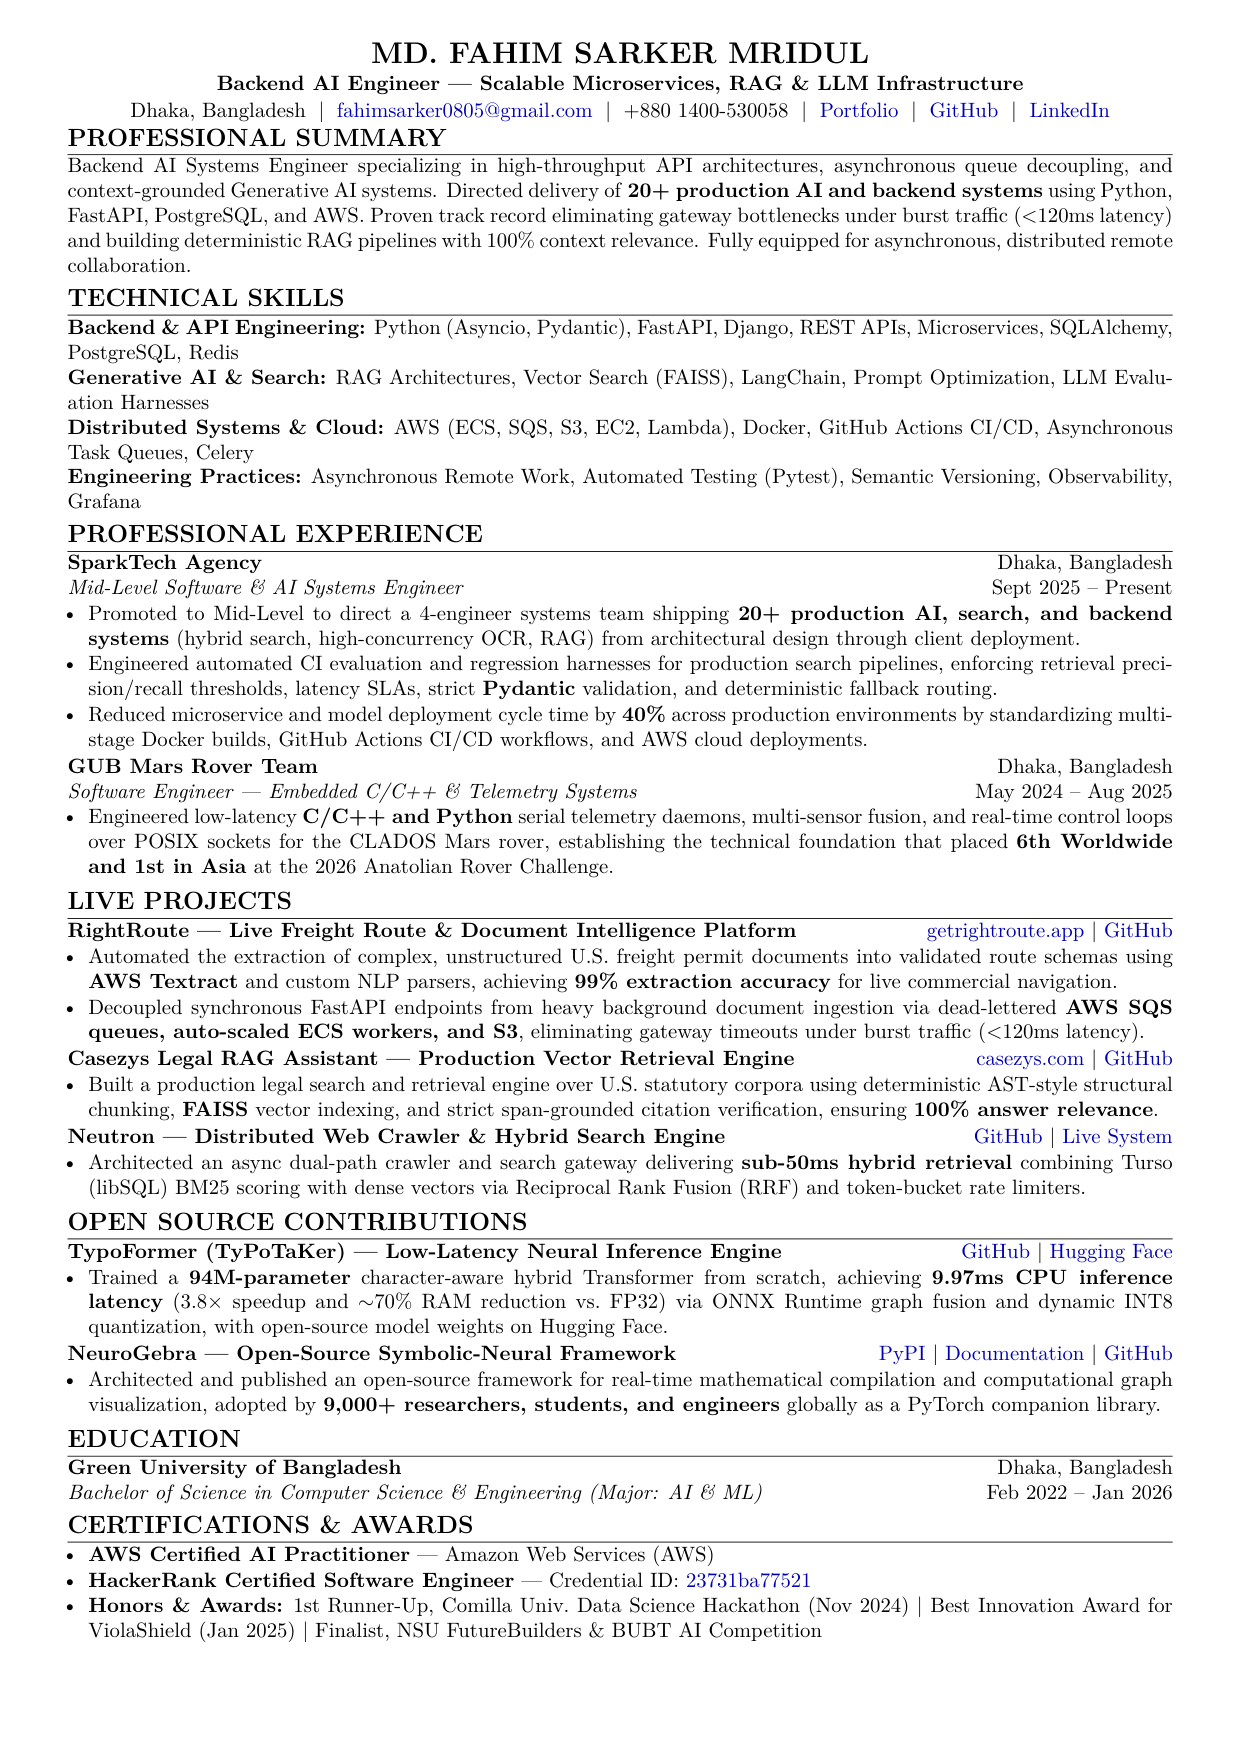 MD. FAHIM SARKER MRIDUL
Backend AI Engineer — Scalable Microservices, RAG & LLM Infrastructure
Dhaka, Bangladesh | fahimsarker0805@gmail.com | +880 1400-530058 | Portfolio | GitHub | LinkedIn
PROFESSIONAL SUMMARY
Backend AI Systems Engineer specializing in high-throughput API architectures, asynchronous queue decoupling, and
context-grounded Generative AI systems. Directed delivery of 20+ production AI and backend systems using Python,
FastAPI, PostgreSQL, and AWS. Proven track record eliminating gateway bottlenecks under burst traffic (<120ms latency)
and building deterministic RAG pipelines with 100% context relevance. Fully equipped for asynchronous, distributed remote
collaboration.
TECHNICAL SKILLS
Backend & API Engineering: Python (Asyncio, Pydantic), FastAPI, Django, REST APIs, Microservices, SQLAlchemy,
PostgreSQL, Redis
Generative AI & Search: RAG Architectures, Vector Search (FAISS), LangChain, Prompt Optimization, LLM Evalu-
ation Harnesses
Distributed Systems & Cloud: AWS (ECS, SQS, S3, EC2, Lambda), Docker, GitHub Actions CI/CD, Asynchronous
Task Queues, Celery
Engineering Practices: Asynchronous Remote Work, Automated Testing (Pytest), Semantic Versioning, Observability,
Grafana
PROFESSIONAL EXPERIENCE
SparkTech Agency Dhaka, Bangladesh
Mid-Level Software & AI Systems Engineer Sept 2025 – Present
• Promoted to Mid-Level to direct a 4-engineer systems team shipping 20+ production AI, search, and backend
systems (hybrid search, high-concurrency OCR, RAG) from architectural design through client deployment.
• Engineered automated CI evaluation and regression harnesses for production search pipelines, enforcing retrieval preci-
sion/recall thresholds, latency SLAs, strict Pydantic validation, and deterministic fallback routing.
• Reduced microservice and model deployment cycle time by 40% across production environments by standardizing multi-
stage Docker builds, GitHub Actions CI/CD workflows, and AWS cloud deployments.
GUB Mars Rover Team Dhaka, Bangladesh
Software Engineer — Embedded C/C++ & Telemetry Systems May 2024 – Aug 2025
• Engineered low-latency C/C++ and Python serial telemetry daemons, multi-sensor fusion, and real-time control loops
over POSIX sockets for the CLADOS Mars rover, establishing the technical foundation that placed 6th Worldwide
and 1st in Asia at the 2026 Anatolian Rover Challenge.
LIVE PROJECTS
RightRoute — Live Freight Route & Document Intelligence Platform getrightroute.app | GitHub
• Automated the extraction of complex, unstructured U.S. freight permit documents into validated route schemas using
AWS Textract and custom NLP parsers, achieving 99% extraction accuracy for live commercial navigation.
• Decoupled synchronous FastAPI endpoints from heavy background document ingestion via dead-lettered AWS SQS
queues, auto-scaled ECS workers, and S3, eliminating gateway timeouts under burst traffic (<120ms latency).
Casezys Legal RAG Assistant — Production Vector Retrieval Engine casezys.com | GitHub
• Built a production legal search and retrieval engine over U.S. statutory corpora using deterministic AST-style structural
chunking, FAISS vector indexing, and strict span-grounded citation verification, ensuring 100% answer relevance.
Neutron — Distributed Web Crawler & Hybrid Search Engine GitHub | Live System
• Architected an async dual-path crawler and search gateway delivering sub-50ms hybrid retrieval combining Turso
(libSQL) BM25 scoring with dense vectors via Reciprocal Rank Fusion (RRF) and token-bucket rate limiters.
OPEN SOURCE CONTRIBUTIONS
TypoFormer (TyPoTaKer) — Low-Latency Neural Inference Engine GitHub | Hugging Face
• Trained a 94M-parameter character-aware hybrid Transformer from scratch, achieving 9.97ms CPU inference
latency (3.8× speedup and ~70% RAM reduction vs. FP32) via ONNX Runtime graph fusion and dynamic INT8
quantization, with open-source model weights on Hugging Face.
NeuroGebra — Open-Source Symbolic-Neural Framework PyPI | Documentation | GitHub
• Architected and published an open-source framework for real-time mathematical compilation and computational graph
visualization, adopted by 9,000+ researchers, students, and engineers globally as a PyTorch companion library.
EDUCATION
Green University of Bangladesh Dhaka, Bangladesh
Bachelor of Science in Computer Science & Engineering (Major: AI & ML) Feb 2022 – Jan 2026
CERTIFICATIONS & AWARDS
• AWS Certified AI Practitioner — Amazon Web Services (AWS)
• HackerRank Certified Software Engineer — Credential ID: 23731ba77521
• Honors & Awards: 1st Runner-Up, Comilla Univ. Data Science Hackathon (Nov 2024) | Best Innovation Award for
ViolaShield (Jan 2025) | Finalist, NSU FutureBuilders & BUBT AI Competition